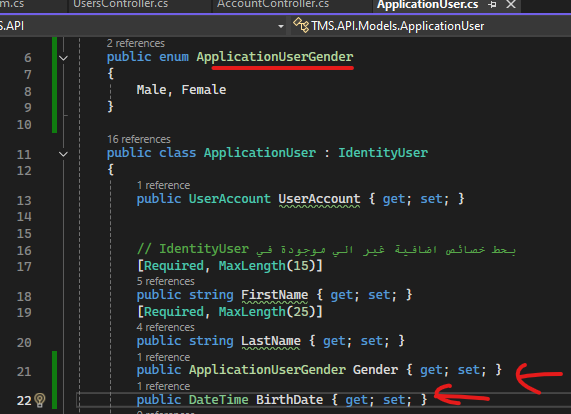 m.cs UsersController.cs AccountController.cs ApplicationUser.cs
S.API TMS.API.Models.ApplicationUser
2 references
6 public enum ApplicationUserGender
7 {
8 Male, Female
9 }
10
16 references
11 public class ApplicationUser : IdentityUser
12 {
1 reference
13 public UserAccount UserAccount { get; set; }
14
15
16 // IdentityUser بحط خصائص اضافية غير الي موجودة في
17 [Required, MaxLength(15)]
5 references
18 public string FirstName { get; set; }
19 [Required, MaxLength(25)]
4 references
20 public string LastName { get; set; }
1 reference
21 public ApplicationUserGender Gender { get; set; }
1 reference
22 public DateTime BirthDate { get; set; }